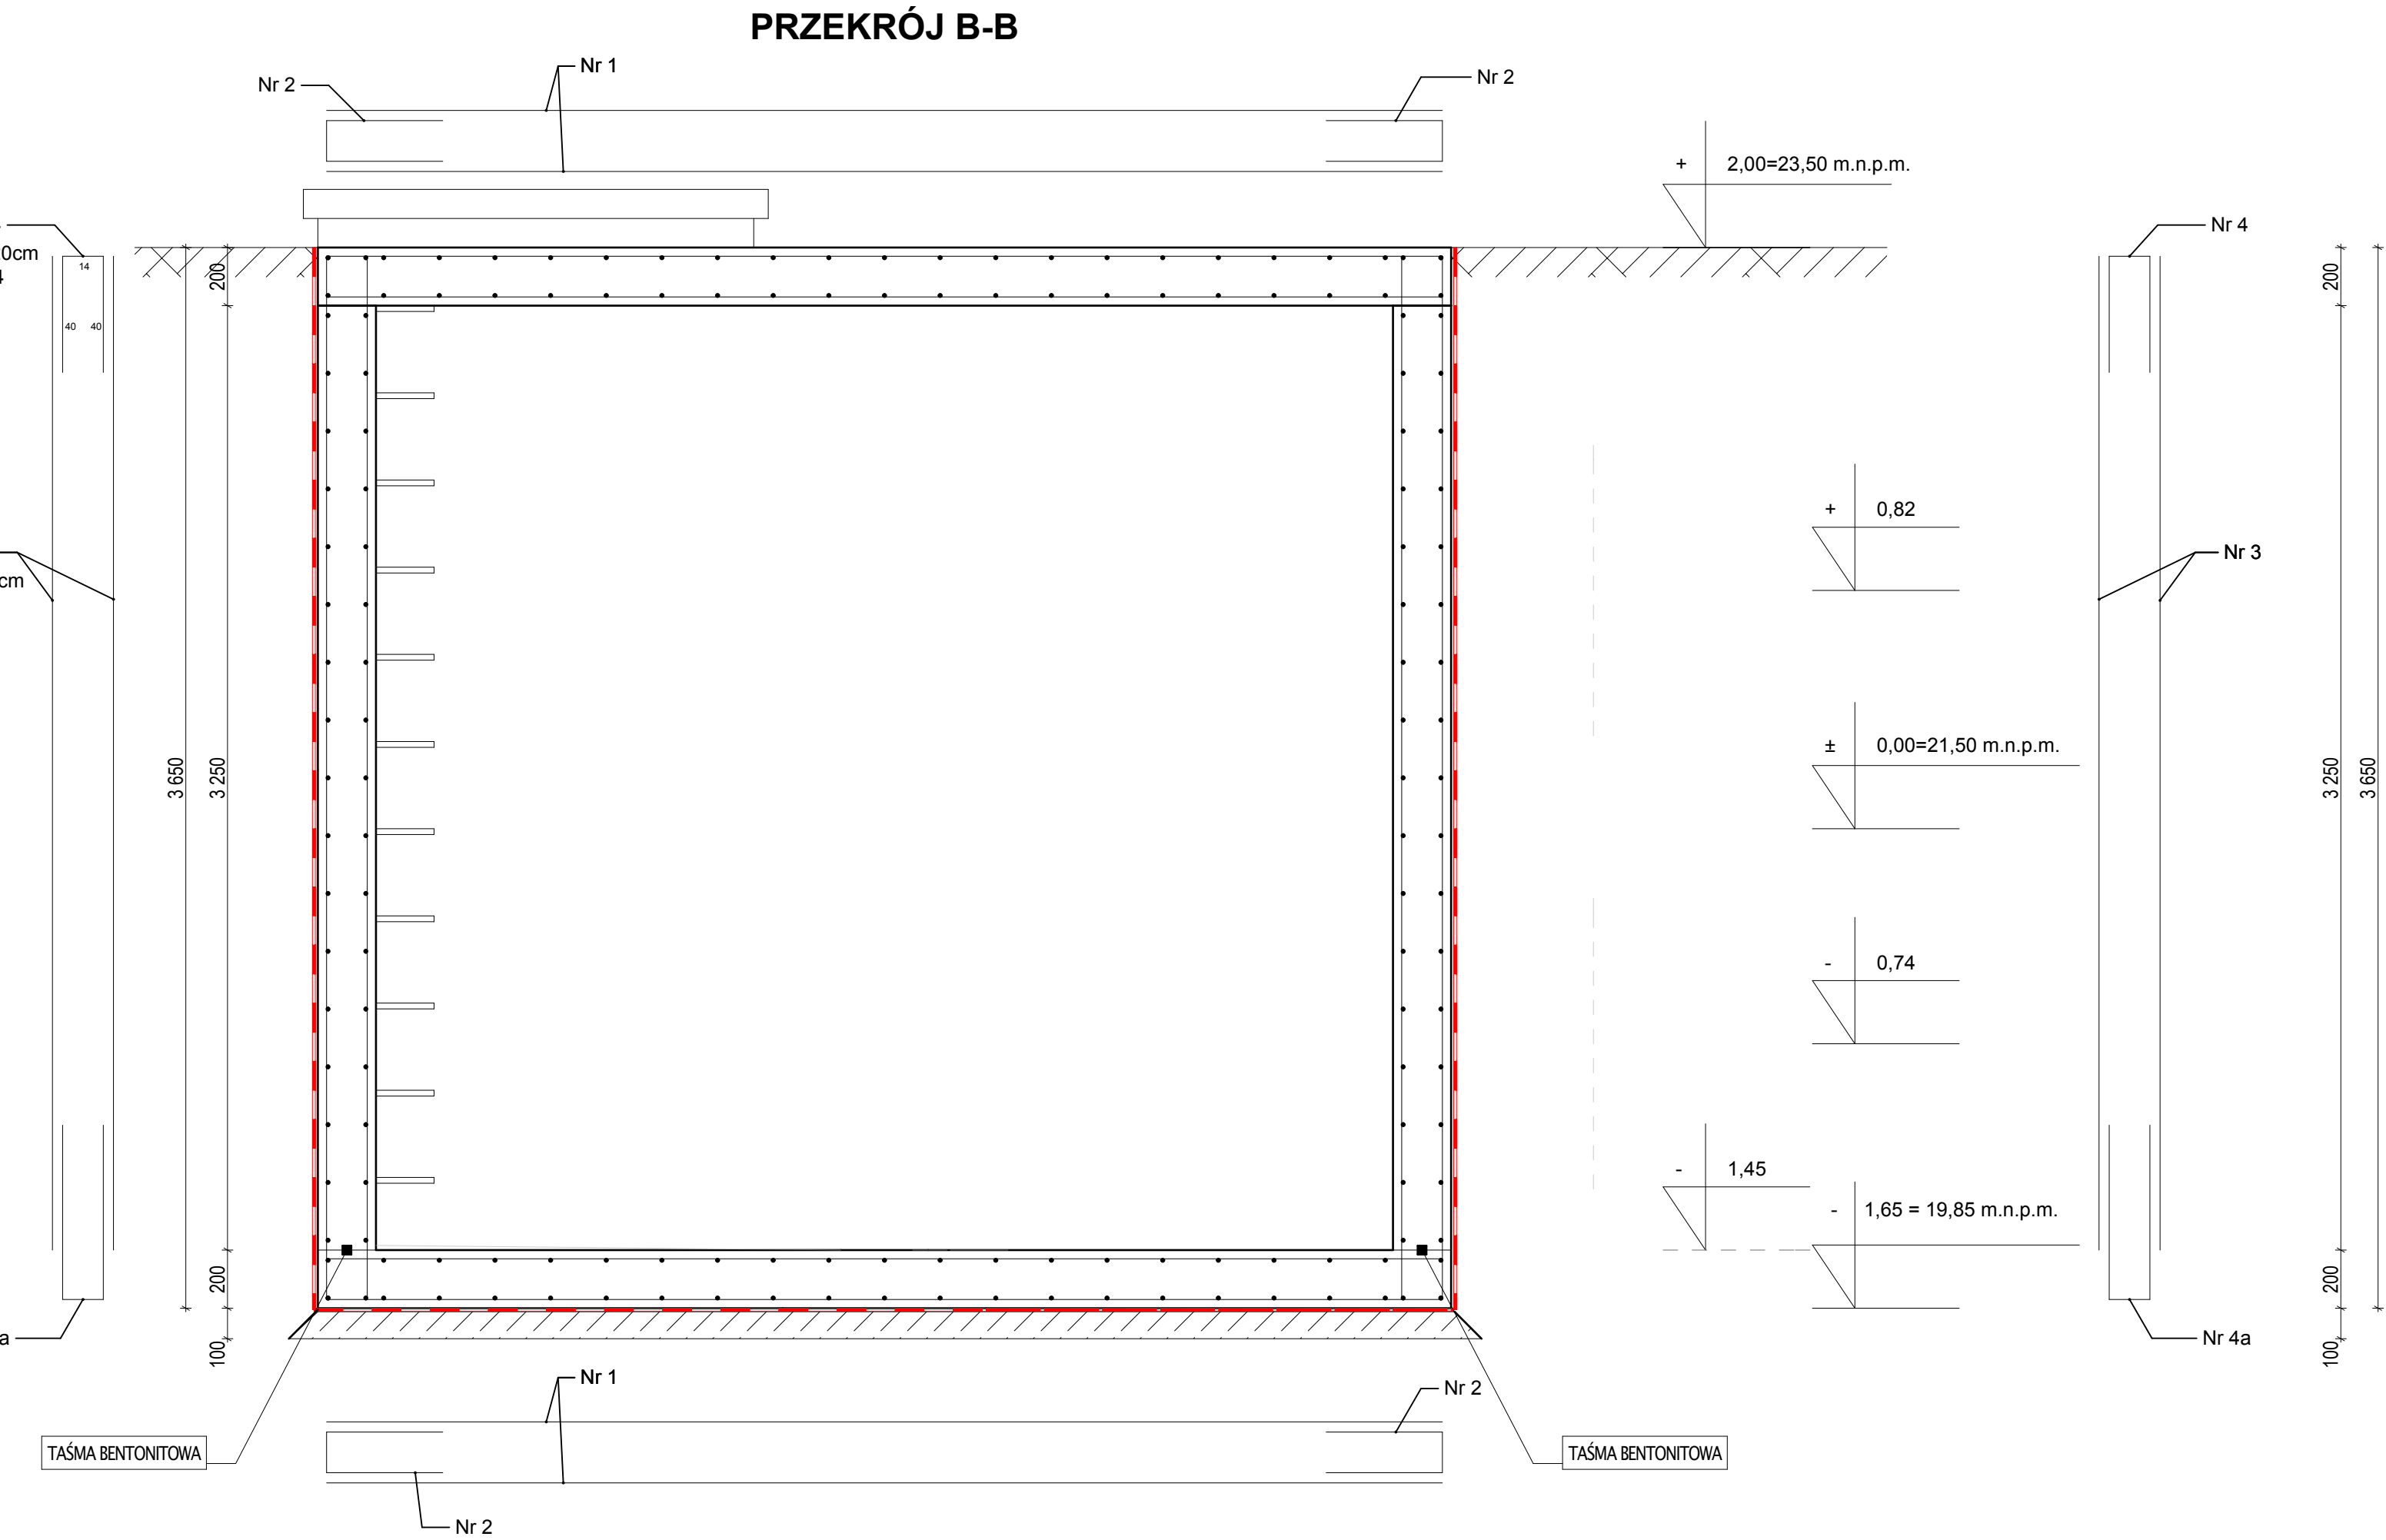 PRZEKRÓJ B-B
Nr 1
Nr 2
Nr 2
+ 2,00=23,50 m.n.p.m.
Nr 4
0cm
4
14
40 40
200
200
+ 0,82
Nr 3
cm
± 0,00=21,50 m.n.p.m.
3 650
3 250
3 250
3 650
- 0,74
- 1,45
- 1,65 = 19,85 m.n.p.m.
200
200
a
Nr 4a
100
100
Nr 1
Nr 2
TAŚMA BENTONITOWA
TAŚMA BENTONITOWA
Nr 2